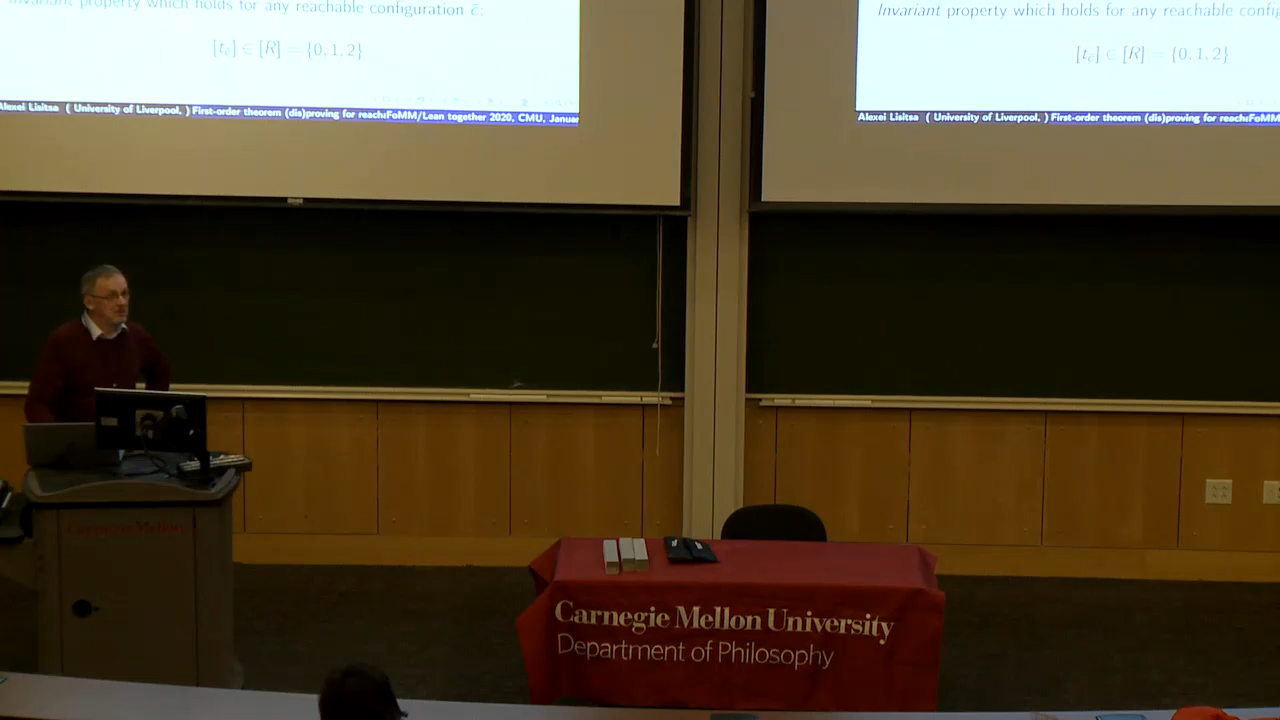 Invariant property which holds for any reachable configuration c̄:
[t_c̄] ∈ [R] = {0, 1, 2}
Alexei Lisitsa ( University of Liverpool, ) First-order theorem (dis)proving for reach FoMM/Lean together 2020, CMU, Januar
Invariant property which holds for any reachable
[t_c̄] ∈ [R] = {0, 1, 2}
Alexei Lisitsa ( University of Liverpool, ) First-order theorem (dis)proving for reach FoMM
Carnegie Mellon
Carnegie Mellon University
Department of Philosophy